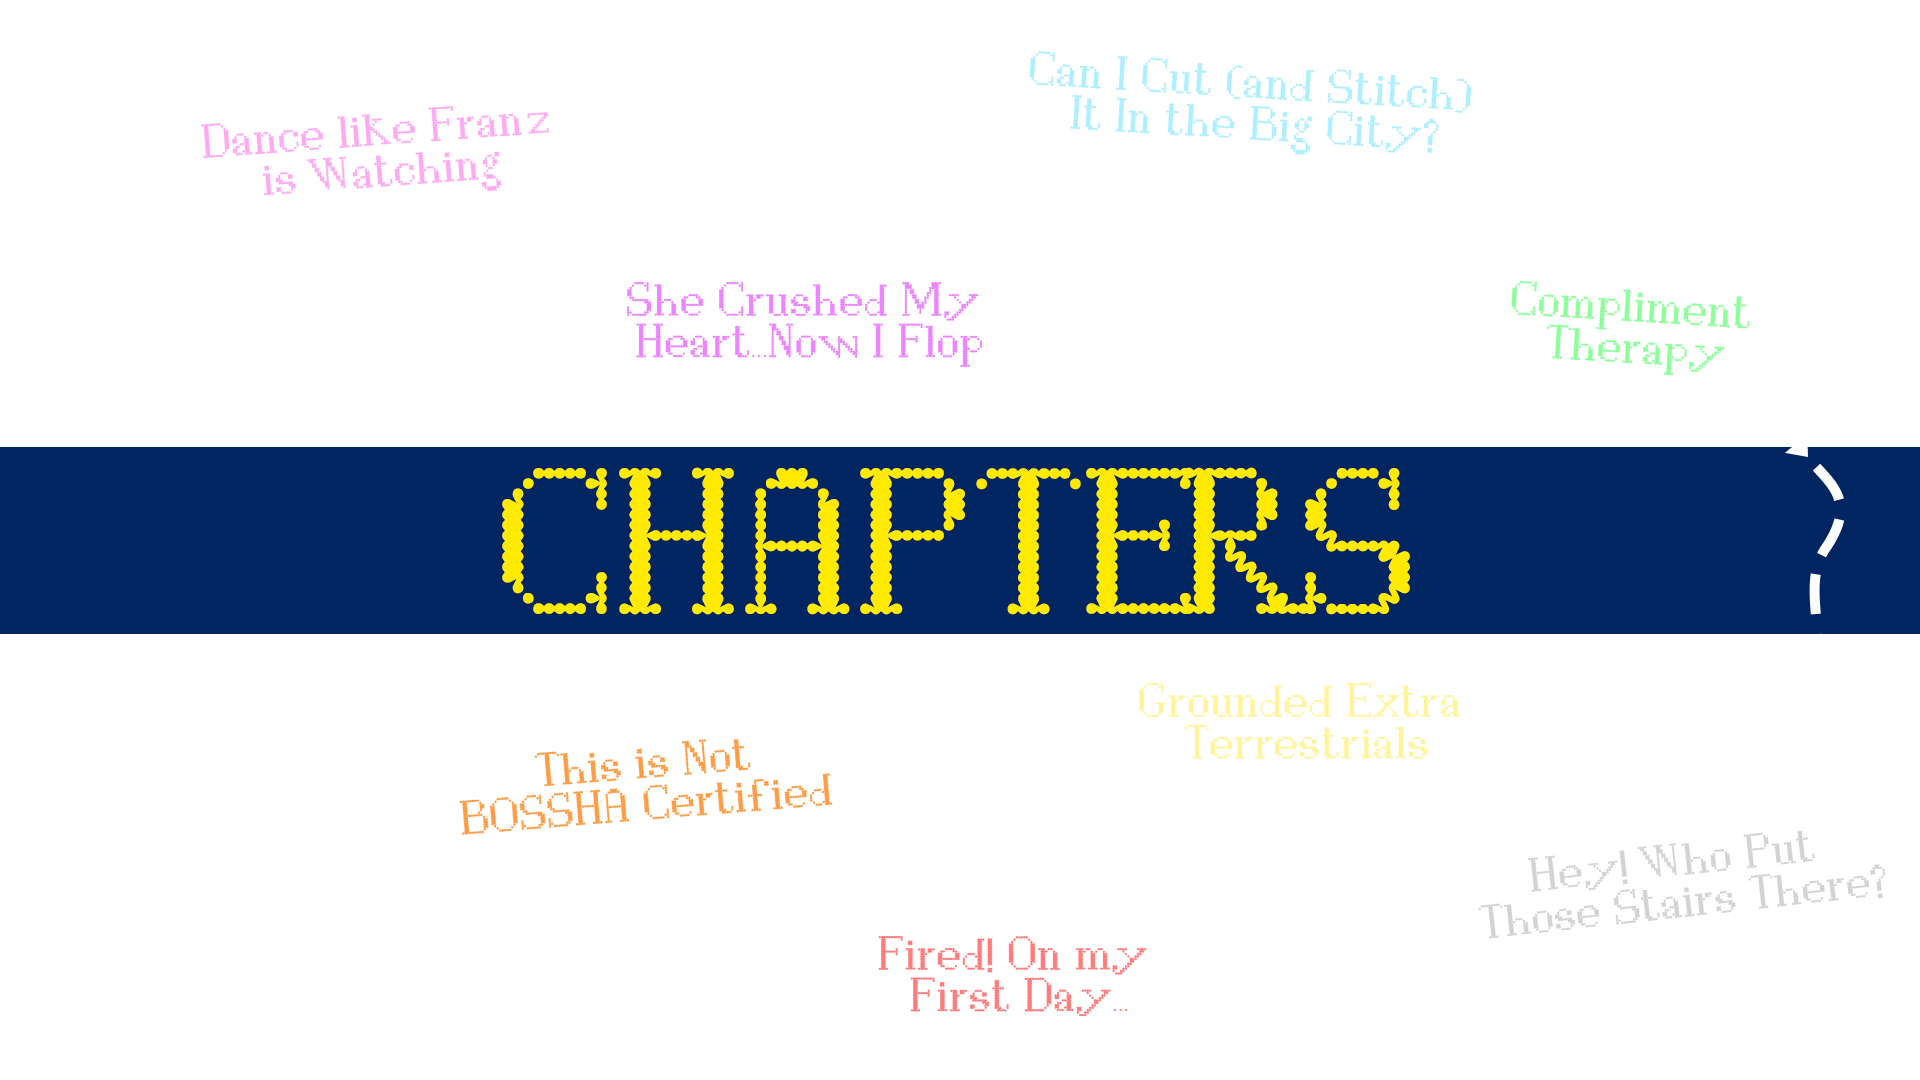 Can I Cut (and Stitch)
It In the Big City?
Dance like Franz
is Watching
She Crushed My
Heart...Now I Flop
Compliment
Therapy
CHAPTERS
Grounded Extra
Terrestrials
This is Not
BOSSHA Certified
Hey! Who Put
Those Stairs There?
Fired! On my
First Day...